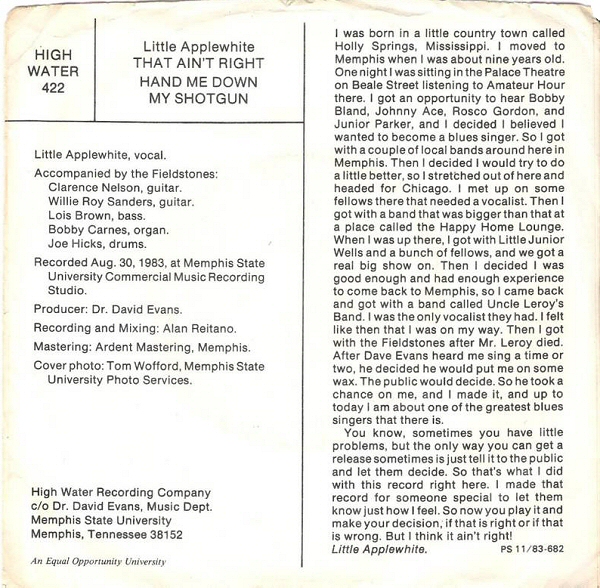 HIGH
WATER
422
Little Applewhite
THAT AIN'T RIGHT
HAND ME DOWN
MY SHOTGUN
Little Applewhite, vocal.
Accompanied by the Fieldstones:
Clarence Nelson, guitar.
Willie Roy Sanders, guitar.
Lois Brown, bass.
Bobby Carnes, organ.
Joe Hicks, drums.
Recorded Aug. 30, 1983, at Memphis State
University Commercial Music Recording
Studio.
Producer: Dr. David Evans.
Recording and Mixing: Alan Reitano.
Mastering: Ardent Mastering, Memphis.
Cover photo: Tom Wofford, Memphis State
University Photo Services.
High Water Recording Company
c/o Dr. David Evans, Music Dept.
Memphis State University
Memphis, Tennessee 38152
An Equal Opportunity University
I was born in a little country town called
Holly Springs, Mississippi. I moved to
Memphis when I was about nine years old.
One night I was sitting in the Palace Theatre
on Beale Street listening to Amateur Hour
there. I got an opportunity to hear Bobby
Bland, Johnny Ace, Rosco Gordon, and
Junior Parker, and I decided I believed I
wanted to become a blues singer. So I got
with a couple of local bands around here in
Memphis. Then I decided I would try to do
a little better, so I stretched out of here and
headed for Chicago. I met up on some
fellows there that needed a vocalist. Then I
got with a band that was bigger than that at
a place called the Happy Home Lounge.
When I was up there, I got with Little Junior
Wells and a bunch of fellows, and we got a
real big show on. Then I decided I was
good enough and had enough experience
to come back to Memphis, so I came back
and got with a band called Uncle Leroy's
Band. I was the only vocalist they had. I felt
like then that I was on my way. Then I got
with the Fieldstones after Mr. Leroy died.
After Dave Evans heard me sing a time or
two, he decided he would put me on some
wax. The public would decide. So he took a
chance on me, and I made it, and up to
today I am about one of the greatest blues
singers that there is.
You know, sometimes you have little
problems, but the only way you can get a
release sometimes is just tell it to the public
and let them decide. So that's what I did
with this record right here. I made that
record for someone special to let them
know just how I feel. So now you play it and
make your decision, if that is right or if that
is wrong. But I think it ain't right!
Little Applewhite. PS 11/83-682